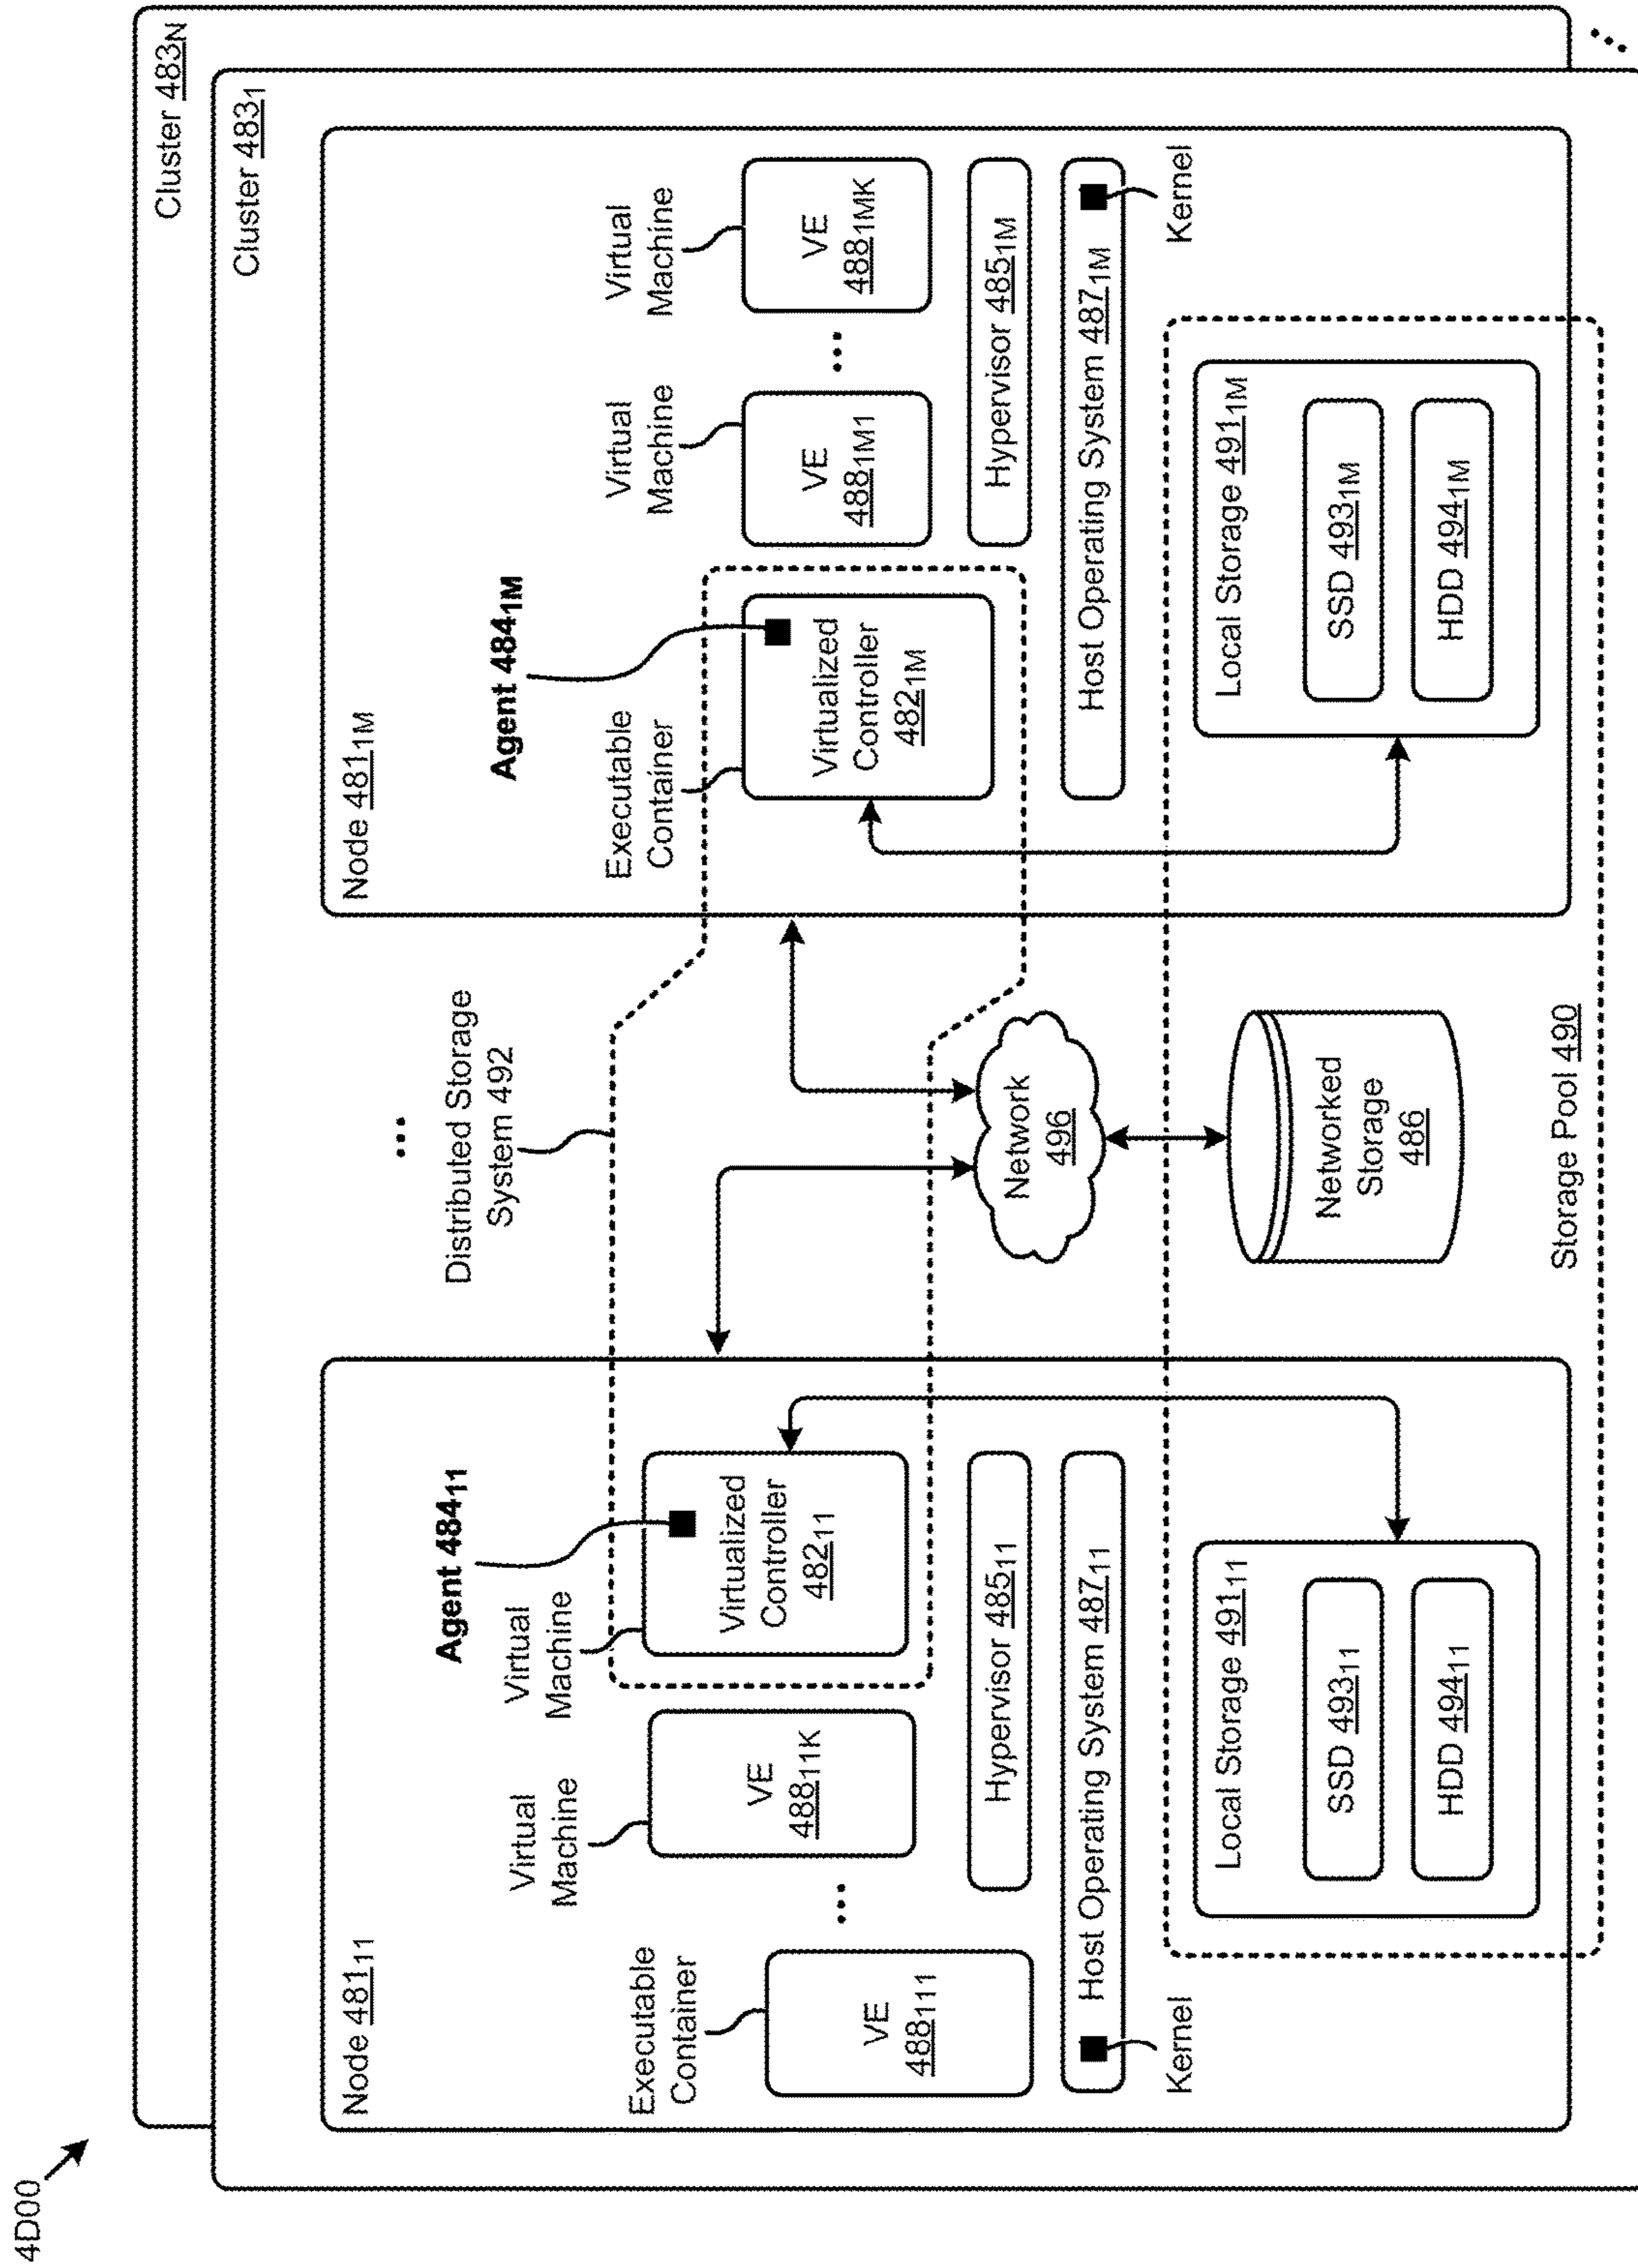 4D00
Cluster 483N
Cluster 4831
Node 48111
Agent 48411
Executable
Container
Virtual
Machine
Virtual
Machine
VE
488111
...
VE
48811K
Virtualized
Controller
48211
Hypervisor 48511
Host Operating System 48711
Kernel
Local Storage 49111
SSD 49311
HDD 49411
...
Distributed Storage
System 492
Network
496
Networked
Storage
486
Storage Pool 490
Node 4811M
Agent 4841M
Executable
Container
Virtual
Machine
Virtual
Machine
Virtualized
Controller
4821M
VE
4881M1
...
VE
4881MK
Hypervisor 4851M
Host Operating System 4871M
Kernel
Local Storage 4911M
SSD 4931M
HDD 4941M
...